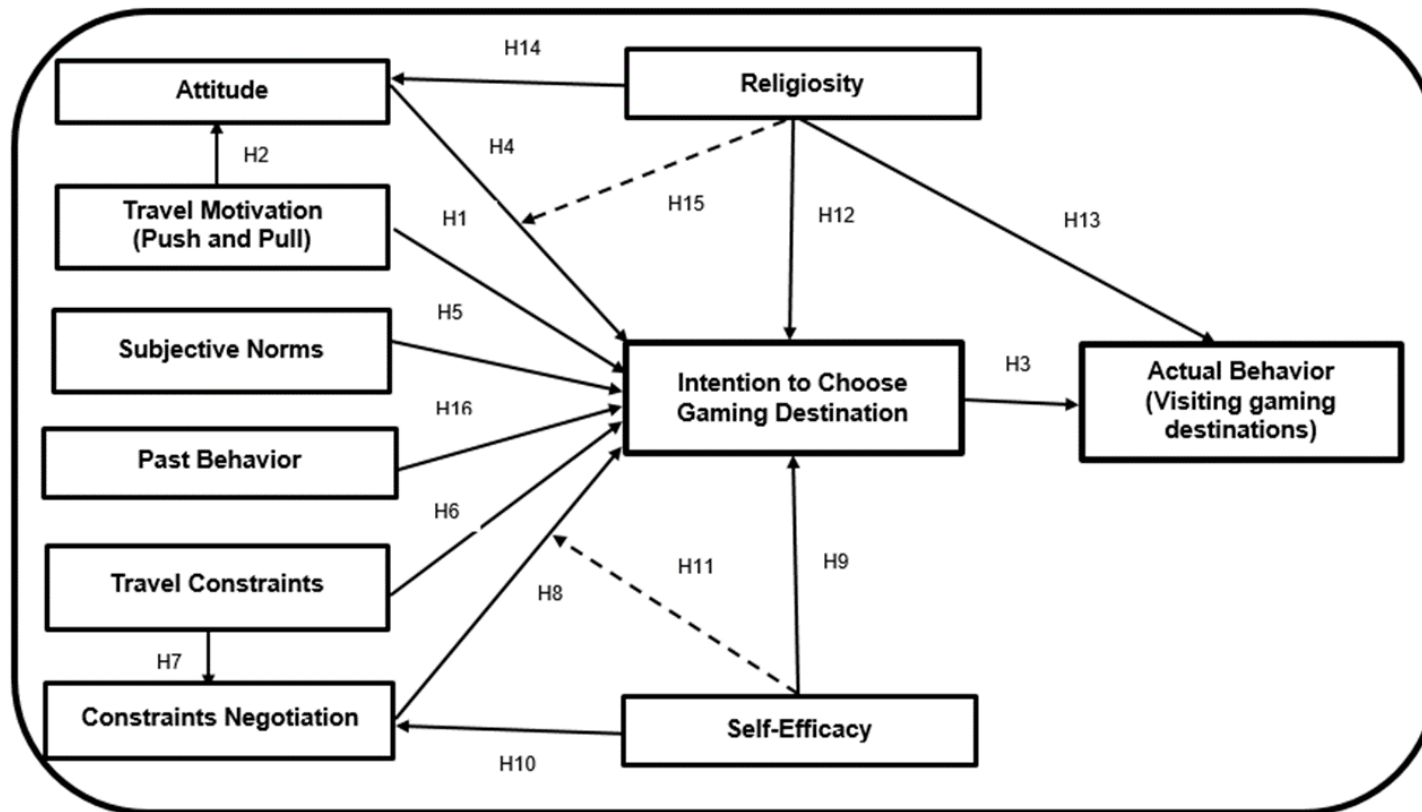 H14
Attitude
Religiosity
H2
H4
Travel Motivation
(Push and Pull)
H1
H15
H12
H13
H5
Subjective Norms
H16
Intention to Choose
Gaming Destination
H3
Actual Behavior
(Visiting gaming
destinations)
Past Behavior
H6
Travel Constraints
H8
H11
H9
H7
Constraints Negotiation
Self-Efficacy
H10